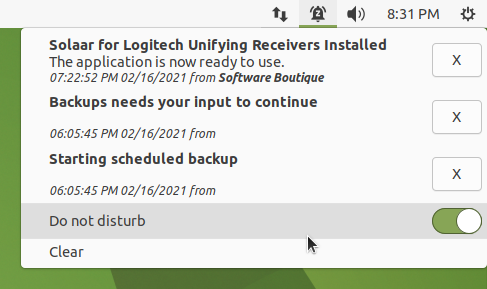 8:31 PM
Solaar for Logitech Unifying Receivers Installed
The application is now ready to use.
07:22:52 PM 02/16/2021 from Software Boutique
X
Backups needs your input to continue
06:05:45 PM 02/16/2021 from
X
Starting scheduled backup
06:05:45 PM 02/16/2021 from
X
Do not disturb
Clear